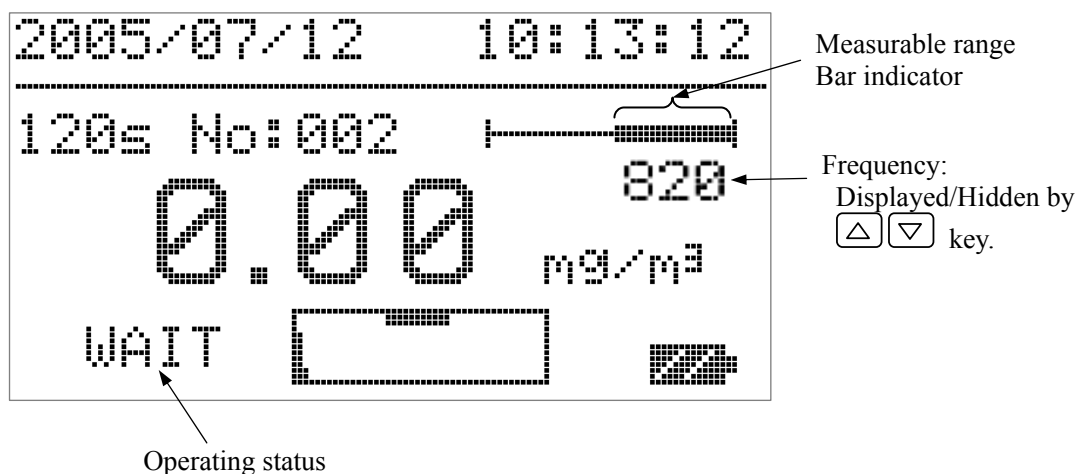 2005/07/12 10:13:12
Measurable range
Bar indicator
120s No:002
820
Frequency:
Displayed/Hidden by
△ ▽ key.
0.00 mg/m³
WAIT
Operating status